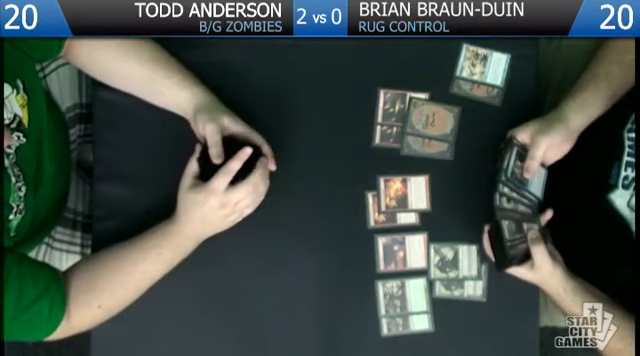 20
TODD ANDERSON
B/G ZOMBIES
2 vs 0
BRIAN BRAUN-DUIN
RUG CONTROL
20
STAR
CITY
GAMES